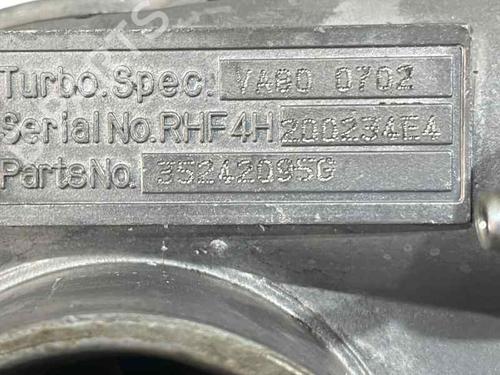 Turbo.Spec. VA80 0702
Serial No.RHF4H 200234E4
Parts No. 35242095G